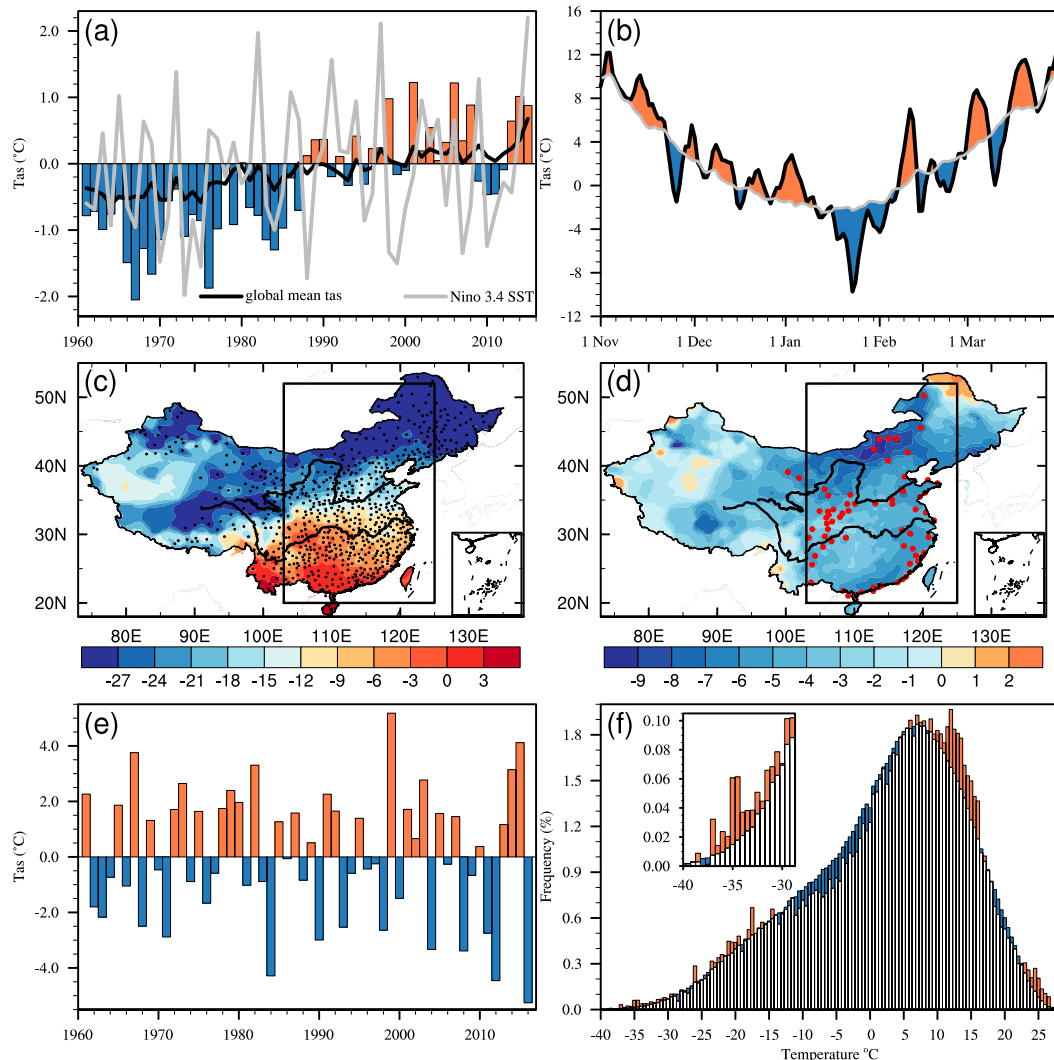 (a)
Tas (°C)
2.0
1.0
0.0
-1.0
-2.0
global mean tas
Nino 3.4 SST
1960 1970 1980 1990 2000 2010
(b)
Tas (°C)
16
12
8
4
0
-4
-8
-12
1 Nov 1 Dec 1 Jan 1 Feb 1 Mar
(c)
50N
40N
30N
20N
80E 90E 100E 110E 120E 130E
-27 -24 -21 -18 -15 -12 -9 -6 -3 0 3
(d)
50N
40N
30N
20N
80E 90E 100E 110E 120E 130E
-9 -8 -7 -6 -5 -4 -3 -2 -1 0 1 2
(e)
Tas (°C)
4.0
2.0
0.0
-2.0
-4.0
1960 1970 1980 1990 2000 2010
(f)
Frequency (%)
1.8
1.5
1.2
0.9
0.6
0.3
0.0
0.10
0.08
0.06
0.04
0.02
0.00
-40 -35 -30
-40 -35 -30 -25 -20 -15 -10 -5 0 5 10 15 20 25
Temperature °C